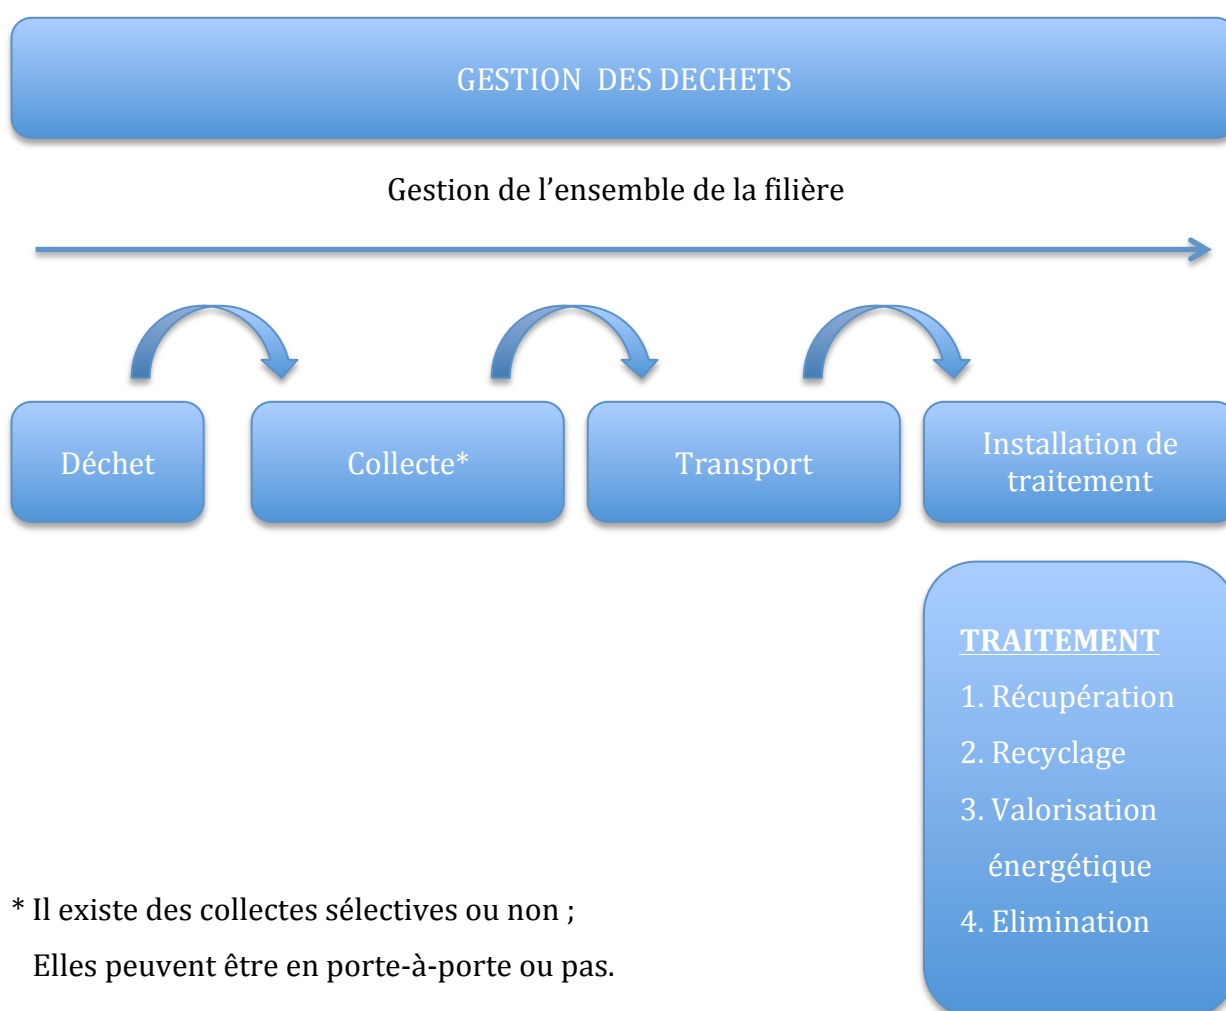 GESTION DES DECHETS
Gestion de l’ensemble de la filière
Déchet
Collecte*
Transport
Installation de
traitement
TRAITEMENT
1. Récupération
2. Recyclage
3. Valorisation
énergétique
4. Elimination
* Il existe des collectes sélectives ou non ;
Elles peuvent être en porte-à-porte ou pas.